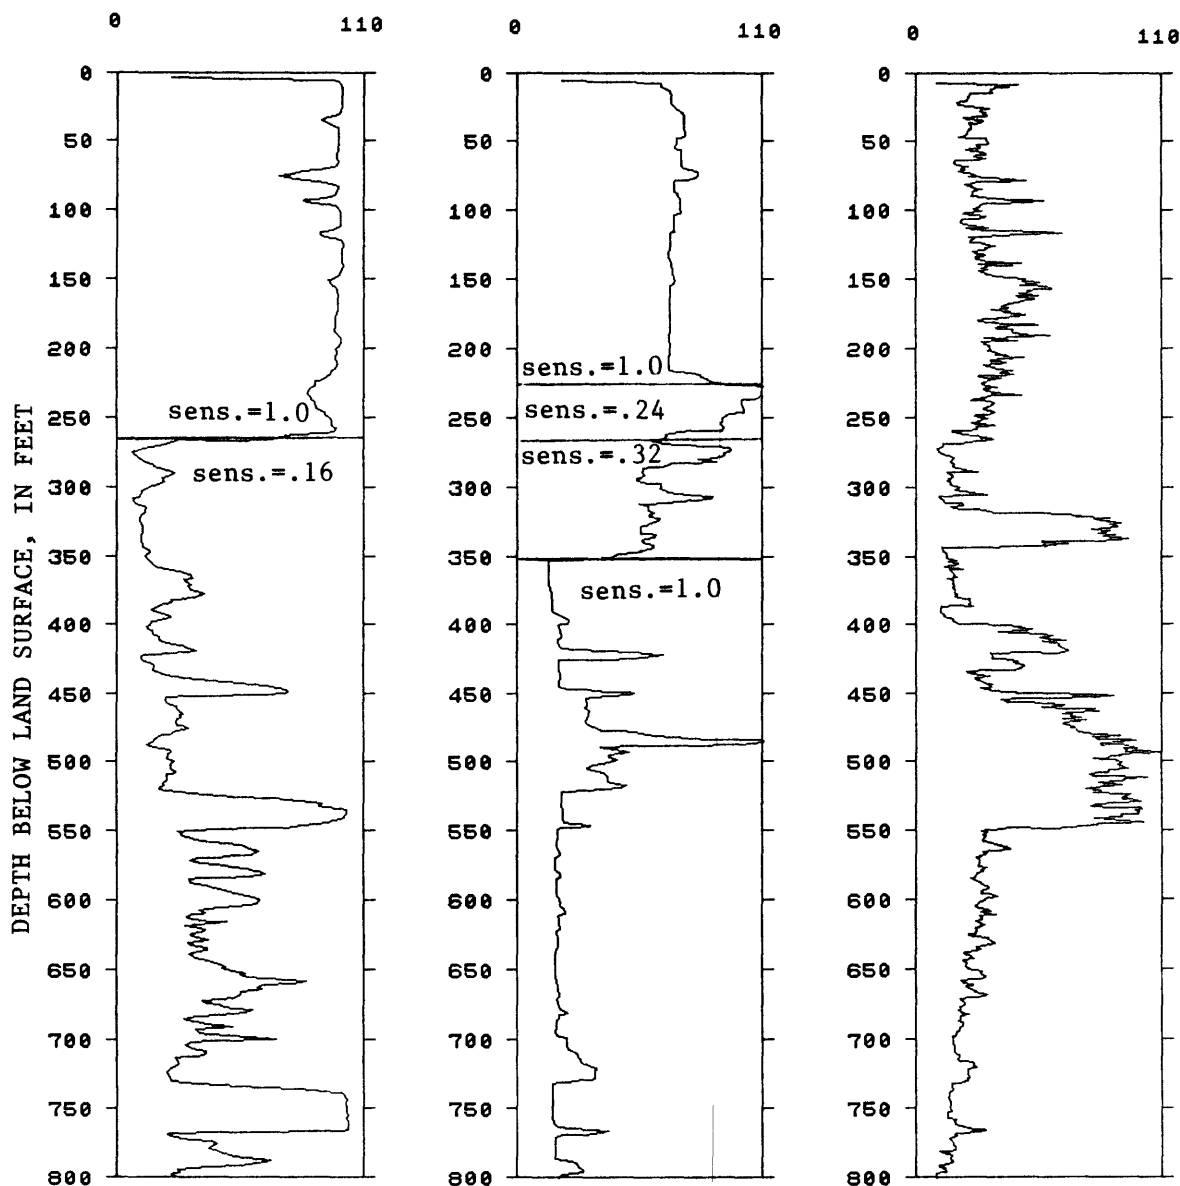 0 110 0 110 0 110
0 0 0
50 50 50
100 100 100
150 150 150
200 200 200
sens.=1.0
250 sens.=1.0 250 sens.=.24 250
sens.=.32
sens.=.16
300 300 300
350 350 350
sens.=1.0
400 400 400
450 450 450
500 500 500
550 550 550
600 600 600
650 650 650
700 700 700
750 750 750
800 800 800
DEPTH BELOW LAND SURFACE, IN FEET